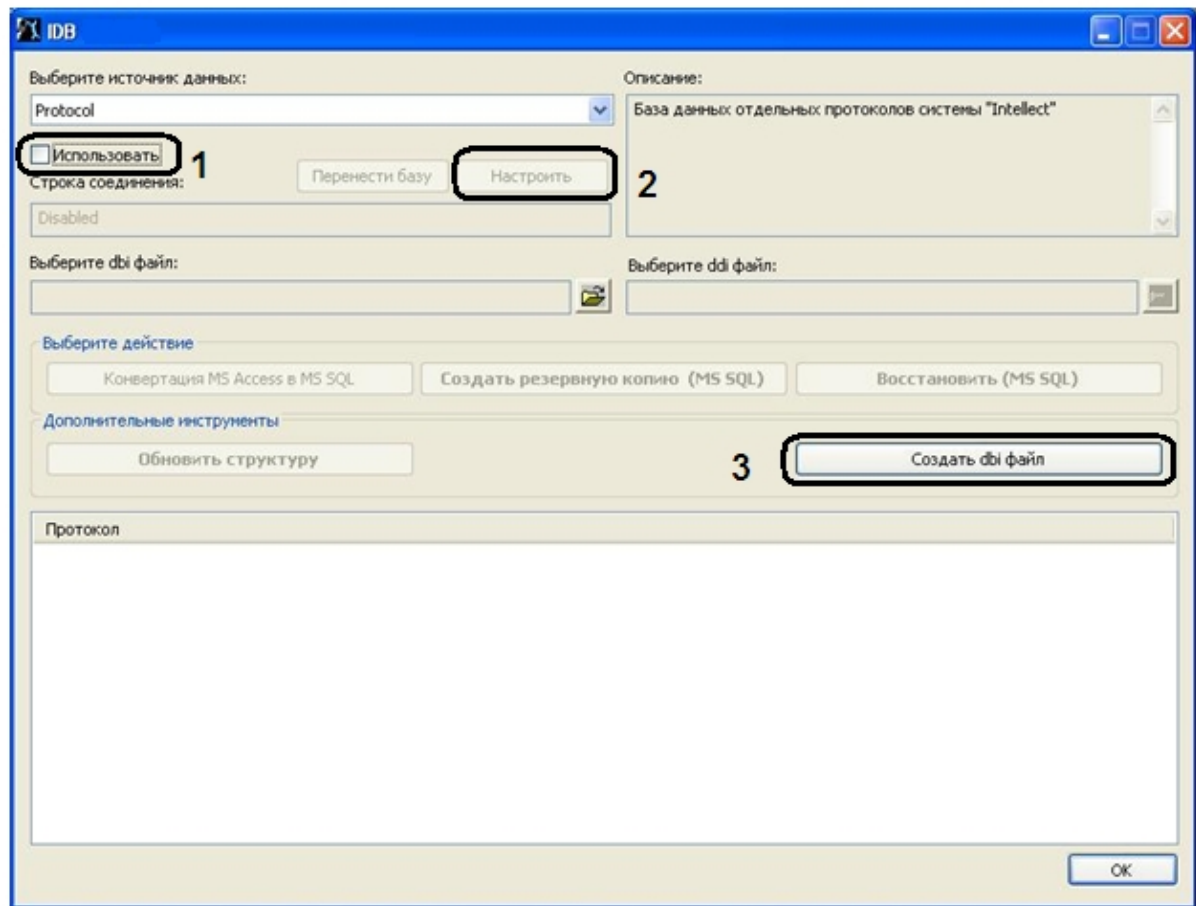 IDB
Выберите источник данных:
Описание:
Protocol
База данных отдельных протоколов системы "Intellect"
Использовать
1
Перенести базу
Настроить
2
Строка соединения:
Disabled
Выберите dbi файл:
Выберите ddi файл:
Выберите действие
Конвертация MS Access в MS SQL
Создать резервную копию (MS SQL)
Восстановить (MS SQL)
Дополнительные инструменты
Обновить структуру
3
Создать dbi файл
Протокол
OK